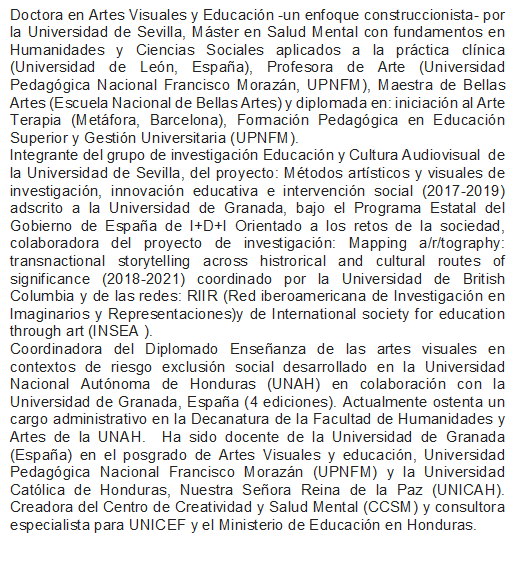 Doctora en Artes Visuales y Educación -un enfoque construccionista- por
la Universidad de Sevilla, Máster en Salud Mental con fundamentos en
Humanidades y Ciencias Sociales aplicados a la práctica clínica
(Universidad de León, España), Profesora de Arte (Universidad
Pedagógica Nacional Francisco Morazán, UPNFM), Maestra de Bellas
Artes (Escuela Nacional de Bellas Artes) y diplomada en: iniciación al Arte
Terapia (Metáfora, Barcelona), Formación Pedagógica en Educación
Superior y Gestión Universitaria (UPNFM).
Integrante del grupo de investigación Educación y Cultura Audiovisual de
la Universidad de Sevilla, del proyecto: Métodos artísticos y visuales de
investigación, innovación educativa e intervención social (2017-2019)
adscrito a la Universidad de Granada, bajo el Programa Estatal del
Gobierno de España de I+D+I Orientado a los retos de la sociedad,
colaboradora del proyecto de investigación: Mapping a/r/tography:
transnactional storytelling across histrorical and cultural routes of
significance (2018-2021) coordinado por la Universidad de British
Columbia y de las redes: RIIR (Red iberoamericana de Investigación en
Imaginarios y Representaciones)y de International society for education
through art (INSEA ).
Coordinadora del Diplomado Enseñanza de las artes visuales en
contextos de riesgo exclusión social desarrollado en la Universidad
Nacional Autónoma de Honduras (UNAH) en colaboración con la
Universidad de Granada, España (4 ediciones). Actualmente ostenta un
cargo administrativo en la Decanatura de la Facultad de Humanidades y
Artes de la UNAH. Ha sido docente de la Universidad de Granada
(España) en el posgrado de Artes Visuales y educación, Universidad
Pedagógica Nacional Francisco Morazán (UPNFM) y la Universidad
Católica de Honduras, Nuestra Señora Reina de la Paz (UNICAH).
Creadora del Centro de Creatividad y Salud Mental (CCSM) y consultora
especialista para UNICEF y el Ministerio de Educación en Honduras.